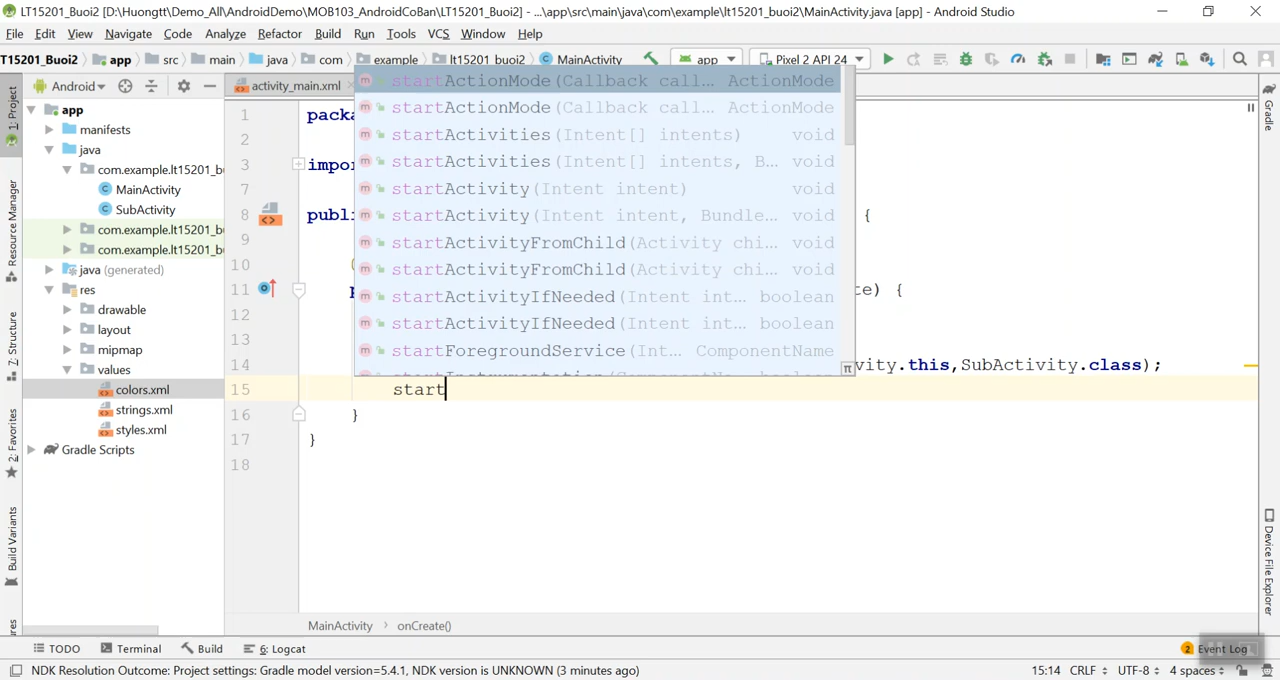 LT15201_Buoi2 [D:\Huongtt\Demo_All\AndroidDemo\MOB103_AndroidCoBan\LT15201_Buoi2] - ...\app\src\main\java\com\example\lt15201_buoi2\MainActivity.java [app] - Android Studio
File Edit View Navigate Code Analyze Refactor Build Run Tools VCS Window Help
T15201_Buoi2 app src main java com example lt15201_buoi2 MainActivity app Pixel 2 API 24
1: Project
Resource Manager
7: Structure
2: Favorites
Build Variants
Android
app
manifests
java
com.example.lt15201_b
MainActivity
SubActivity
com.example.lt15201_b
com.example.lt15201_b
java (generated)
res
drawable
layout
mipmap
values
colors.xml
strings.xml
styles.xml
Gradle Scripts
activity_main.xml
1 packa
2
3 impor
7
8 publi {
9
10
11 te) {
12
13
14 vity.this,SubActivity.class);
15 start
16 }
17 }
18
startActionMode(Callback call... ActionMode
startActionMode(Callback call... ActionMode
startActivities(Intent[] intents) void
startActivities(Intent[] intents, B... void
startActivity(Intent intent) void
startActivity(Intent intent, Bundle... void
startActivityFromChild(Activity chi... void
startActivityFromChild(Activity chi... void
startActivityIfNeeded(Intent int... boolean
startActivityIfNeeded(Intent int... boolean
startForegroundService(Int... ComponentName
MainActivity › onCreate()
Gradle
Device File Explorer
TODO Terminal Build 6: Logcat 2 Event Log
NDK Resolution Outcome: Project settings: Gradle model version=5.4.1, NDK version is UNKNOWN (3 minutes ago) 15:14 CRLF UTF-8 4 spaces